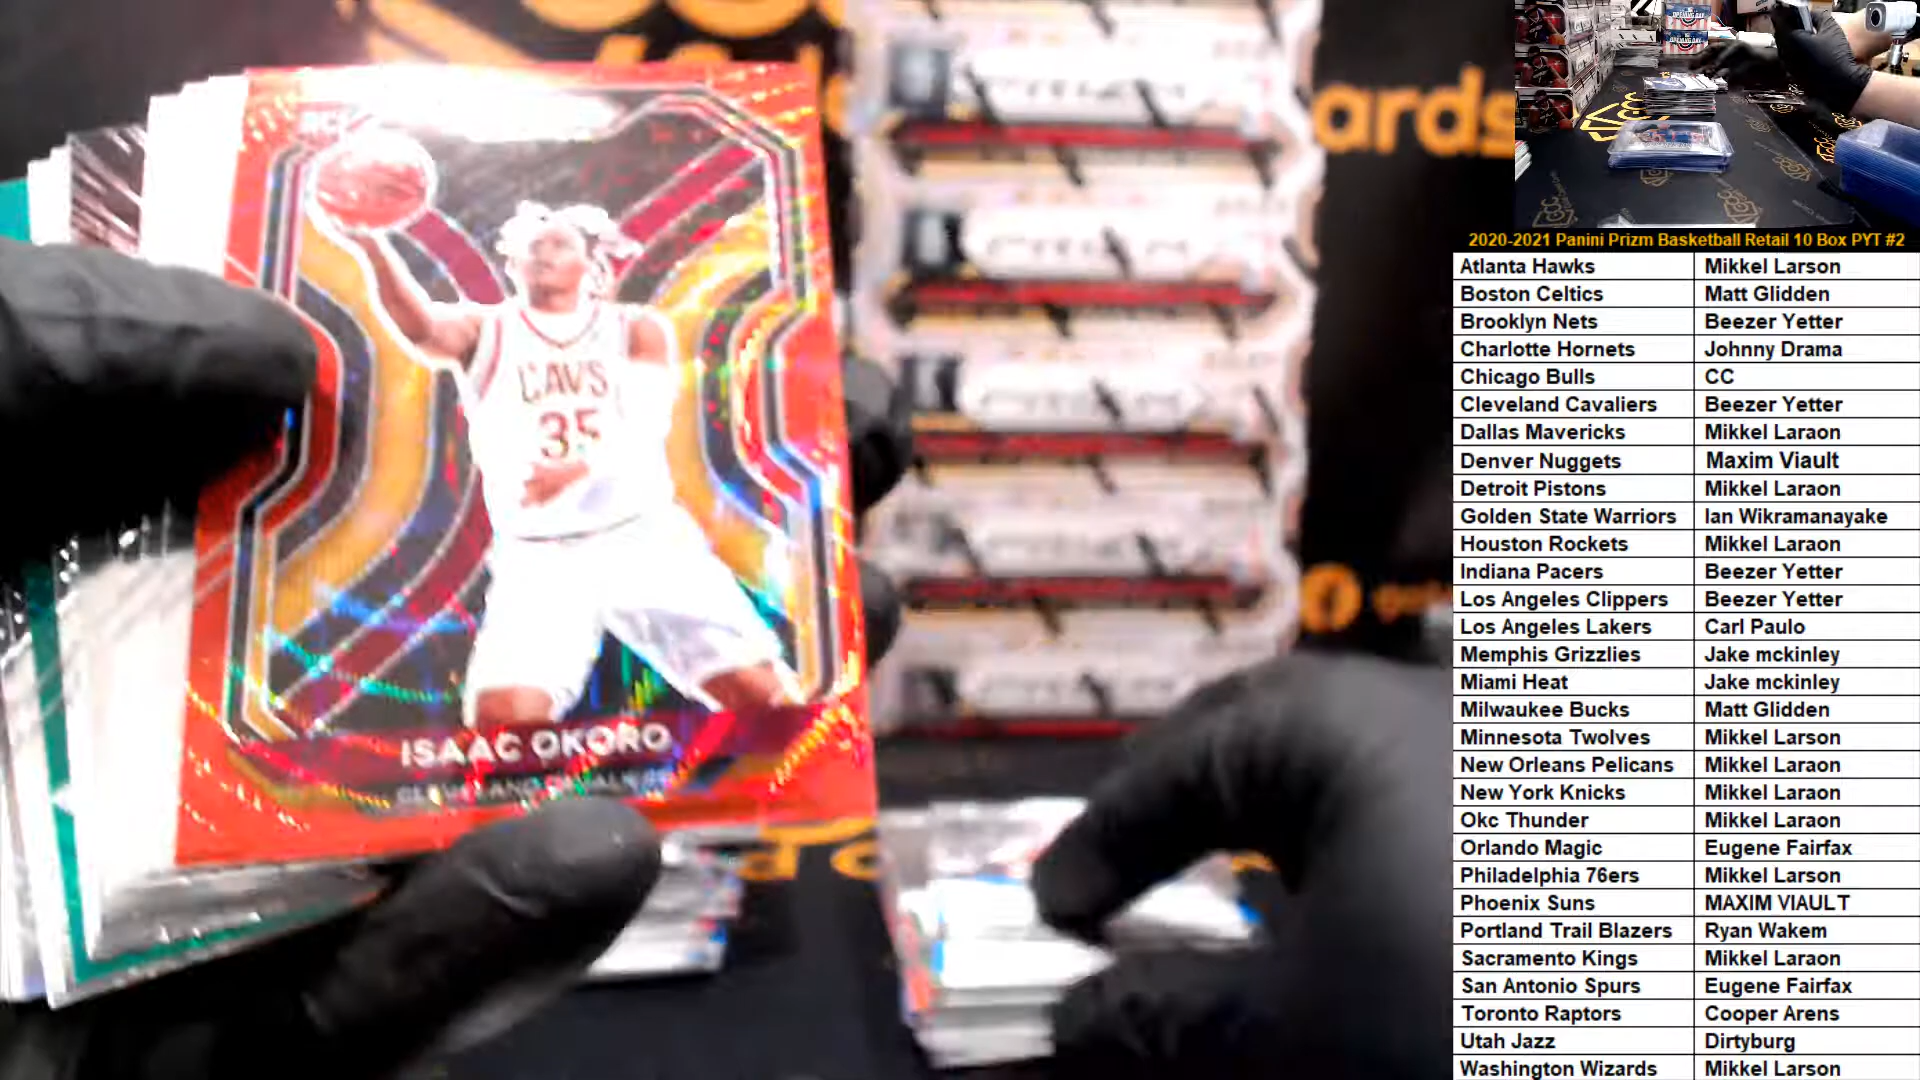 ards
RC
CAVS
35
ISAAC OKORO
CLEVELAND CAVALIERS
OPENING DAY
OPENING DAY
2020-2021 Panini Prizm Basketball Retail 10 Box PYT #2
Atlanta Hawks Mikkel Larson
Boston Celtics Matt Glidden
Brooklyn Nets Beezer Yetter
Charlotte Hornets Johnny Drama
Chicago Bulls CC
Cleveland Cavaliers Beezer Yetter
Dallas Mavericks Mikkel Laraon
Denver Nuggets Maxim Viault
Detroit Pistons Mikkel Laraon
Golden State Warriors Ian Wikramanayake
Houston Rockets Mikkel Laraon
Indiana Pacers Beezer Yetter
Los Angeles Clippers Beezer Yetter
Los Angeles Lakers Carl Paulo
Memphis Grizzlies Jake mckinley
Miami Heat Jake mckinley
Milwaukee Bucks Matt Glidden
Minnesota Twolves Mikkel Larson
New Orleans Pelicans Mikkel Laraon
New York Knicks Mikkel Laraon
Okc Thunder Mikkel Laraon
Orlando Magic Eugene Fairfax
Philadelphia 76ers Mikkel Larson
Phoenix Suns MAXIM VIAULT
Portland Trail Blazers Ryan Wakem
Sacramento Kings Mikkel Laraon
San Antonio Spurs Eugene Fairfax
Toronto Raptors Cooper Arens
Utah Jazz Dirtyburg
Washington Wizards Mikkel Larson